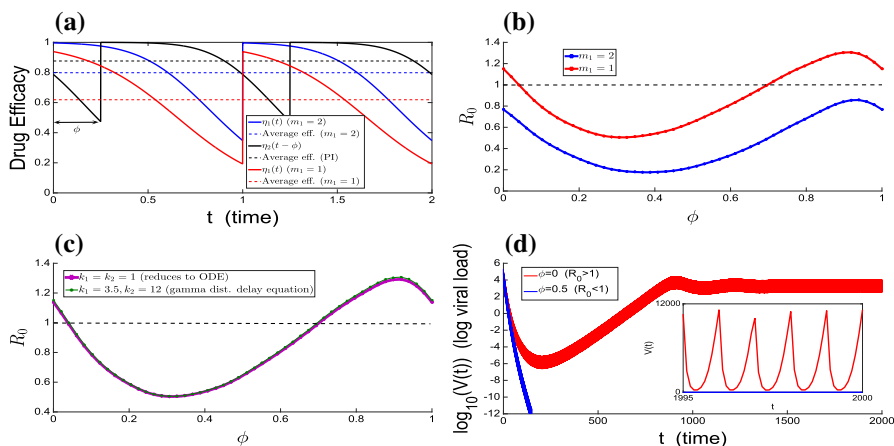 (a)
Drug Efficacy
1
0.8
0.6
0.4
0.2
0
0
0.5
1
1.5
2
t (time)
ϕ
η₁(t) (m₁ = 2)
Average eff. (m₁ = 2)
η₂(t − ϕ)
Average eff. (PI)
η₁(t) (m₁ = 1)
Average eff. (m₁ = 1)
(b)
R₀
1.4
1.2
1
0.8
0.6
0.4
0.2
0
0
0.2
0.4
0.6
0.8
1
ϕ
m₁ = 2
m₁ = 1
(c)
R₀
1.4
1.2
1
0.8
0.6
0.4
0
0.2
0.4
0.6
0.8
1
ϕ
k₁ = k₂ = 1 (reduces to ODE)
k₁ = 3.5, k₂ = 12 (gamma dist. delay equation)
(d)
log₁₀(V(t)) (log viral load)
6
4
2
0
-2
-4
-6
-8
-10
-12
0
500
1000
1500
2000
t (time)
ϕ=0 (R₀>1)
ϕ=0.5 (R₀<1)
12000
V(t)
0
1995
t
2000